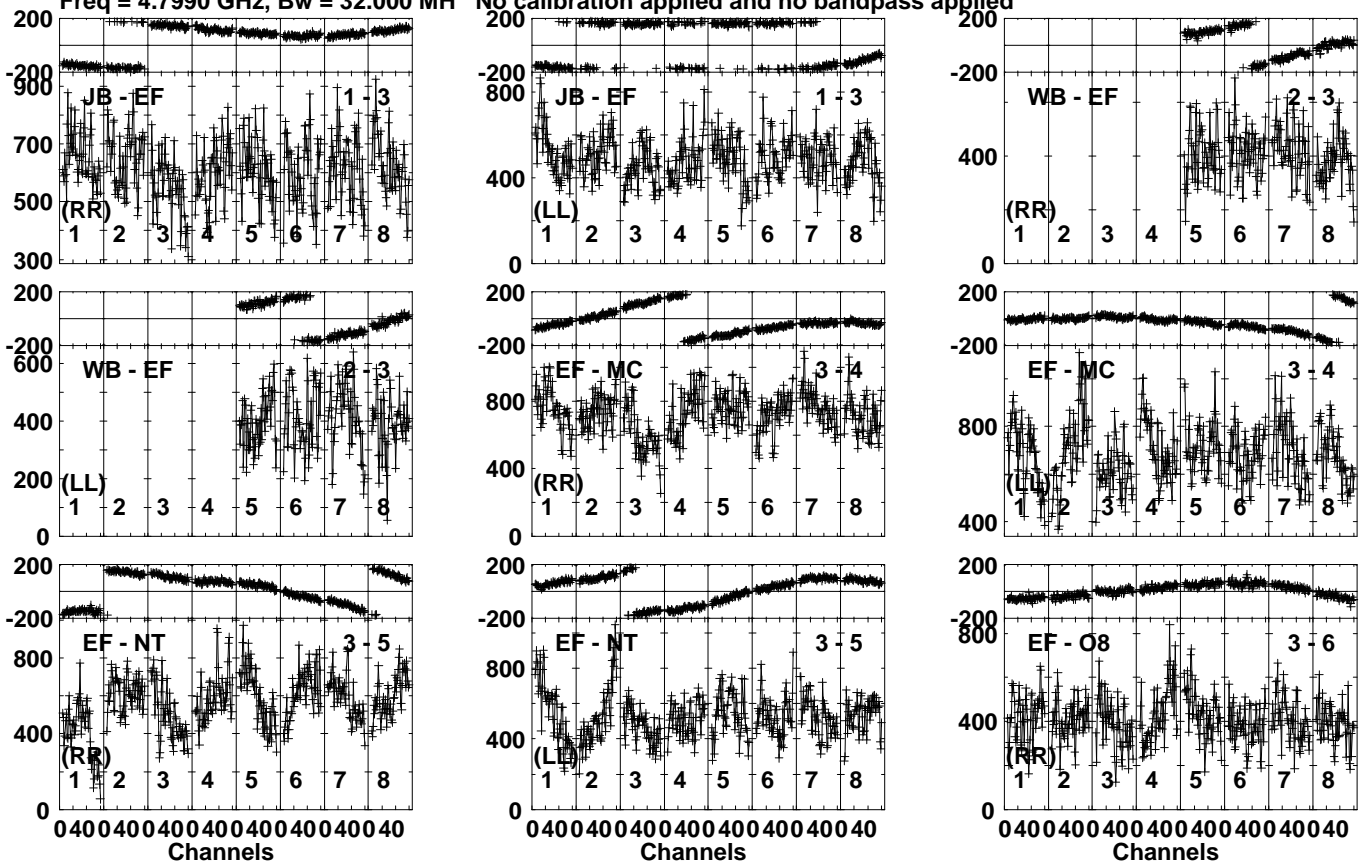 Freq = 4.7990 GHz, Bw = 32.000 MH No calibration applied and no bandpass applied
200 200 200
-200 -200 -200
900 JB - EF 1 - 3 800 JB - EF 1 - 3 WB - EF 2 - 3
700 400 400
500
(RR) (LL) (RR)
1 2 3 4 5 6 7 8 1 2 3 4 5 6 7 8 1 2 3 4 5 6 7 8
300 0 0
200 200 200
-200 -200 -200
600 WB - EF 2 - 3 EF - MC 3 - 4 EF - MC 3 - 4
400 800 800
200 400
(LL) (RR) (LL)
1 2 3 4 5 6 7 8 1 2 3 4 5 6 7 8 1 2 3 4 5 6 7 8
0 0 400
200 200 200
-200 -200 -200
800 EF - NT 3 - 5 800 EF - NT 3 - 5 800 EF - O8 3 - 6
400 400 400
(RR) (LL) (RR)
1 2 3 4 5 6 7 8 1 2 3 4 5 6 7 8 1 2 3 4 5 6 7 8
0 0 0
0 40 0 40 0 40 0 40 0 40 0 40 0 40 0 40 0 40 0 40 0 40 0 40 0 40 0 40 0 40 0 40 0 40 0 40 0 40 0 40 0 40 0 40 0 40 0 40
Channels Channels Channels